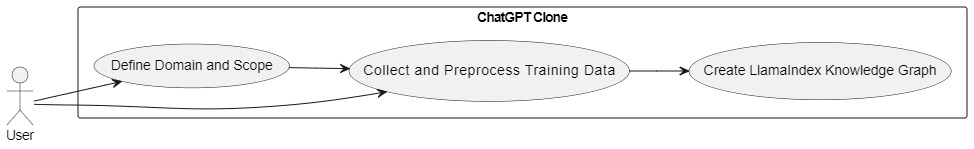 ChatGPT Clone
Define Domain and Scope
Collect and Preprocess Training Data
Create LlamaIndex Knowledge Graph
User